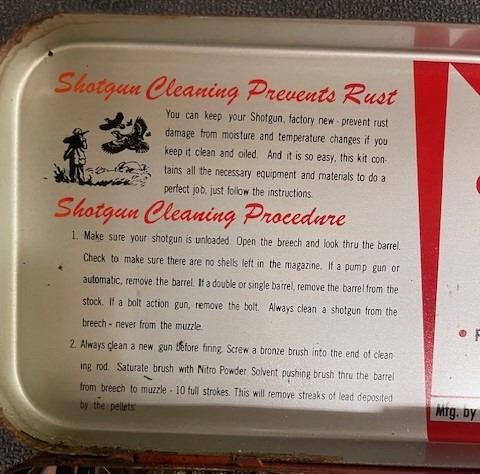 Shotgun Cleaning Prevents Rust
You can keep your Shotgun, factory new - prevent rust
damage from moisture and temperature changes if you
keep it clean and oiled. And it is so easy, this kit con-
tains all the necessary equipment and materials to do a
perfect job, just follow the instructions.
Shotgun Cleaning Procednre
1. Make sure your shotgun is unloaded. Open the breech and look thru the barrel.
Check to make sure there are no shells left in the magazine. If a pump gun or
automatic, remove the barrel. If a double or single barrel, remove the barrel from the
stock. If a bolt action gun, remove the bolt. Always clean a shotgun from the
breech - never from the muzzle.
2. Always clean a new gun before firing. Screw a bronze brush into the end of clean-
ing rod. Saturate brush with Nitro Powder Solvent pushing brush thru the barrel
from breech to muzzle - 10 full strokes. This will remove streaks of lead deposited
by the pellets.
Mfg. by